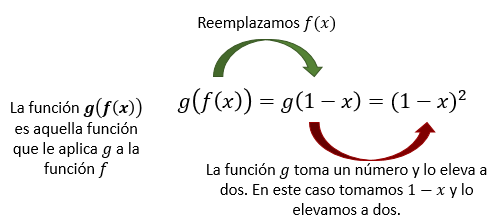 Reemplazamos f(x)
g(f(x)) = g(1 − x) = (1 − x)²
La función g(f(x))
es aquella función
que le aplica g a la
función f
La función g toma un número y lo eleva a
dos. En este caso tomamos 1 − x y lo
elevamos a dos.